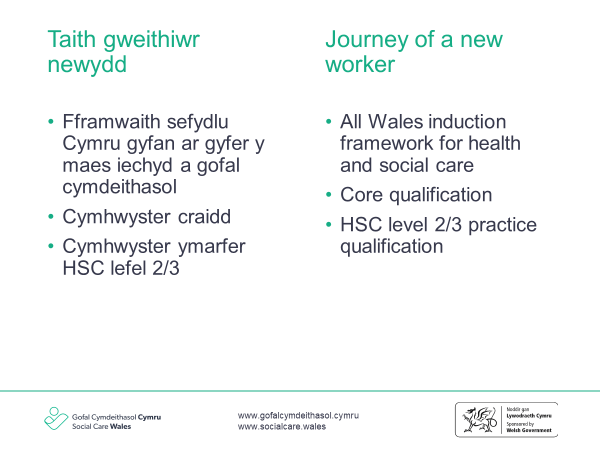 Taith gweithiwr
newydd
• Fframwaith sefydlu
Cymru gyfan ar gyfer y
maes iechyd a gofal
cymdeithasol
• Cymhwyster craidd
• Cymhwyster ymarfer
HSC lefel 2/3
Journey of a new
worker
• All Wales induction
framework for health
and social care
• Core qualification
• HSC level 2/3 practice
qualification
Gofal Cymdeithasol Cymru
Social Care Wales
www.gofalcymdeithasol.cymru
www.socialcare.wales
Noddir gan
Lywodraeth Cymru
Sponsored by
Welsh Government